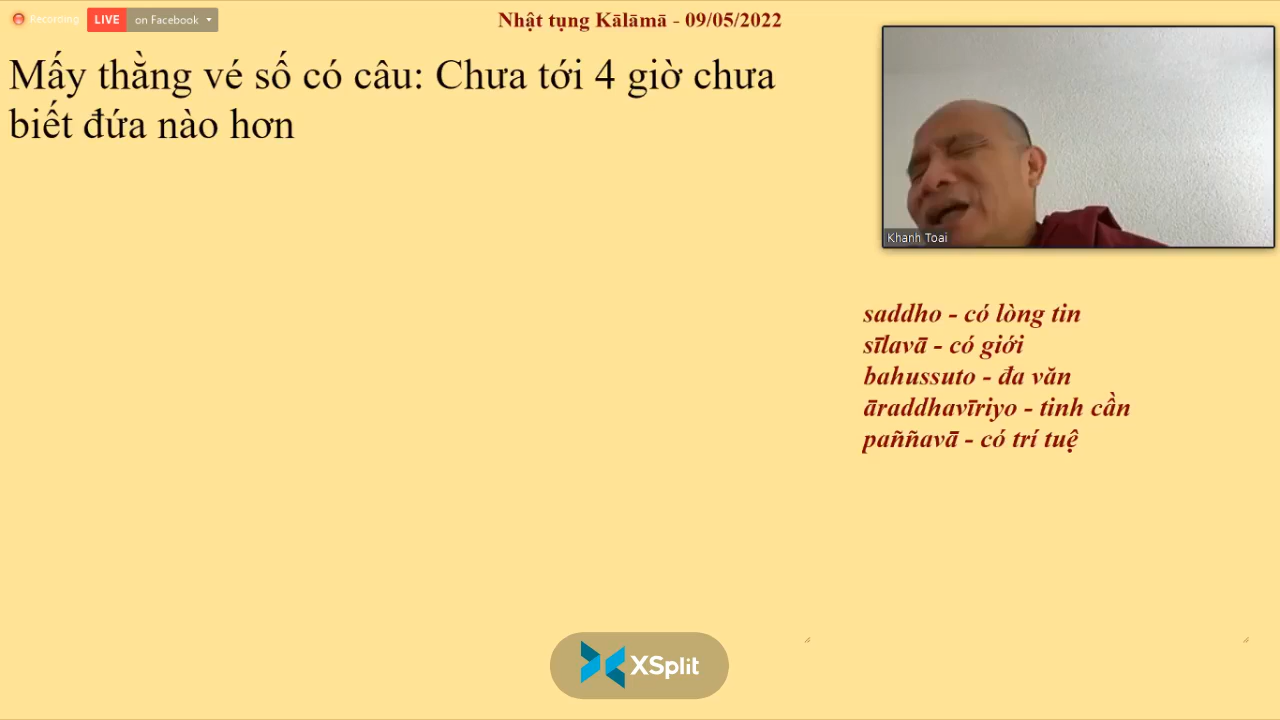 Recording
LIVE on Facebook
Nhật tụng Kālāmā - 09/05/2022
Mấy thằng vé số có câu: Chưa tới 4 giờ chưa
biết đứa nào hơn
Khanh Toai
saddho - có lòng tin
sīlavā - có giới
bahussuto - đa văn
āraddhavīriyo - tinh cần
paññavā - có trí tuệ
XSplit